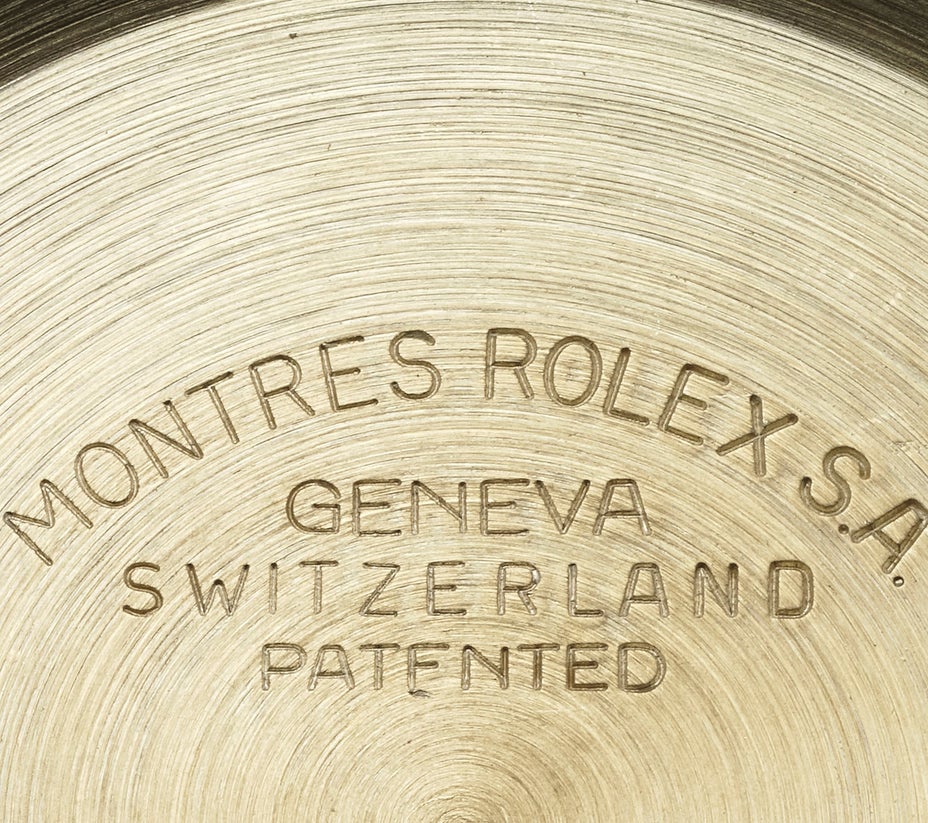 MONTRES ROLEX S.A.
GENEVA
SWITZERLAND
PATENTED